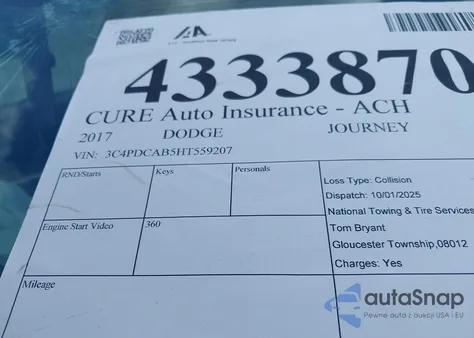 IAA
4333870
CURE Auto Insurance - ACH
2017 DODGE JOURNEY
VIN: 3C4PDCAB5HT559207
RND/Starts Keys Personals
Loss Type: Collision
Dispatch: 10/01/2025
National Towing & Tire Services
Engine Start Video 360
Tom Bryant
Gloucester Township,08012
Charges: Yes
Mileage
autaSnap
Pewne auta z aukcji USA i EU